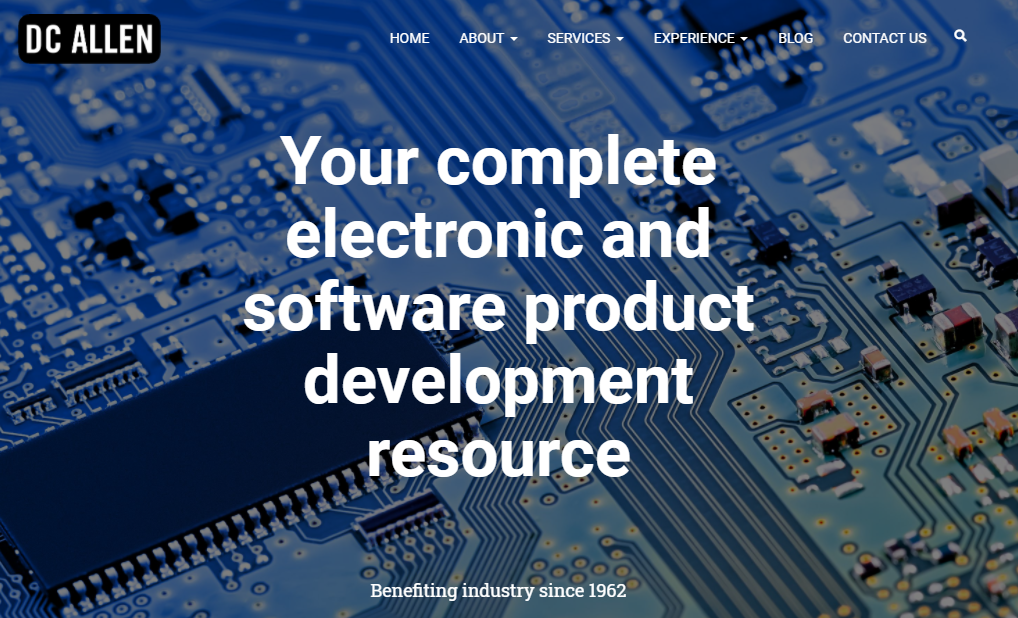 DC ALLEN
HOME ABOUT SERVICES EXPERIENCE BLOG CONTACT US
Your complete
electronic and
software product
development
resource
Benefiting industry since 1962